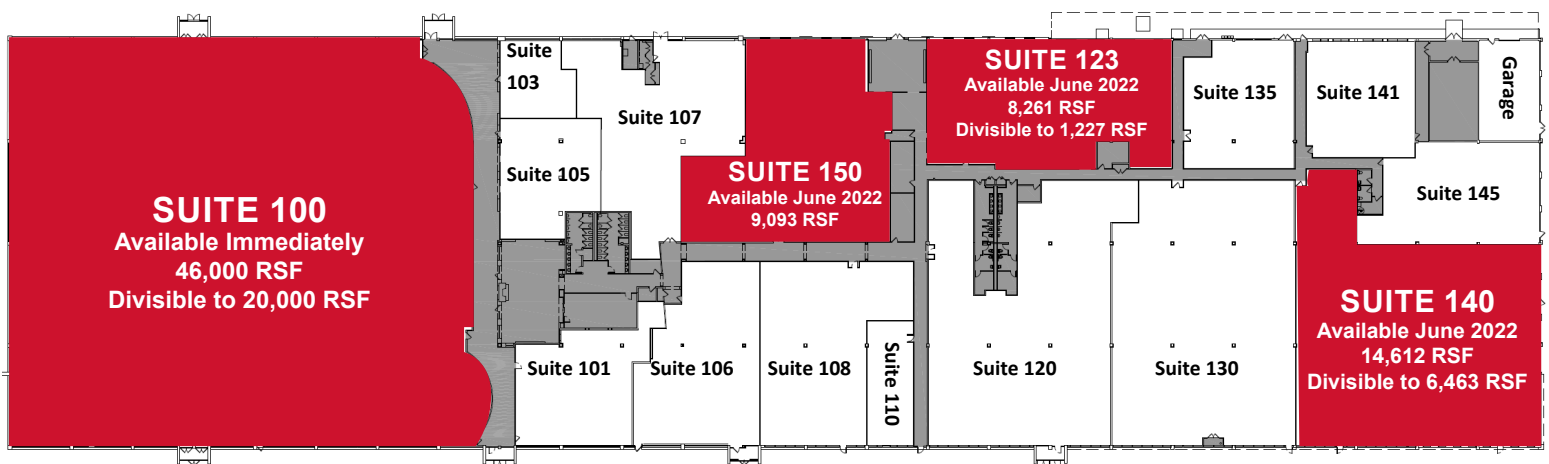 SUITE 100
Available Immediately
46,000 RSF
Divisible to 20,000 RSF
Suite
103
Suite 107
Suite 105
SUITE 150
Available June 2022
9,093 RSF
SUITE 123
Available June 2022
8,261 RSF
Divisible to 1,227 RSF
Suite 135
Suite 141
Garage
Suite 145
Suite 101
Suite 106
Suite 108
Suite 110
Suite 120
Suite 130
SUITE 140
Available June 2022
14,612 RSF
Divisible to 6,463 RSF